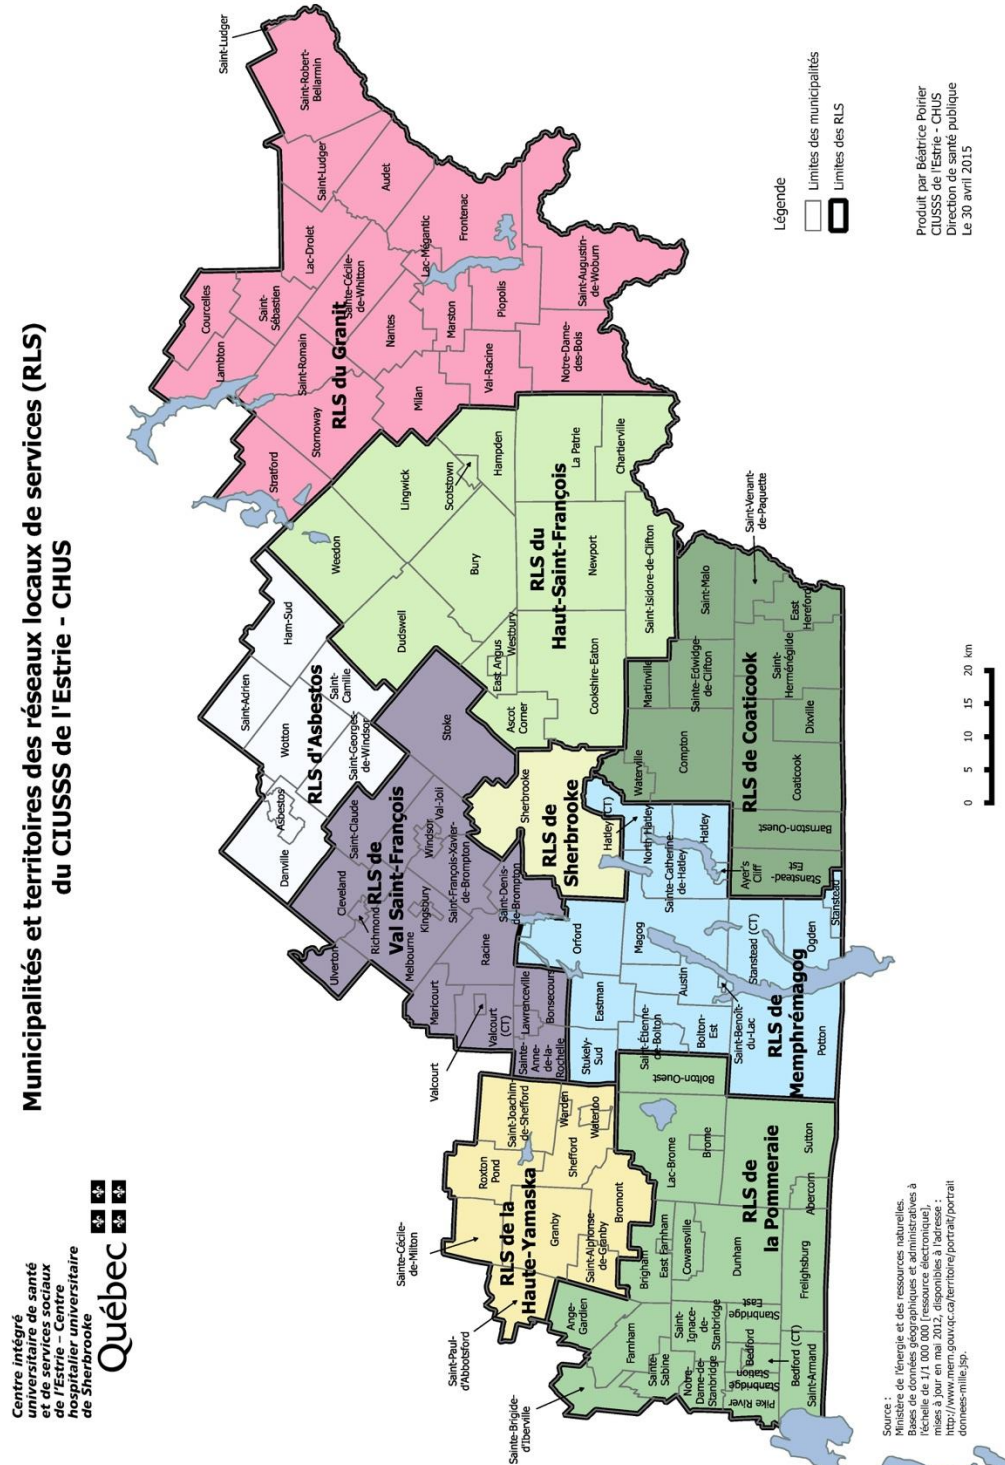 Municipalités et territoires des réseaux locaux de services (RLS)
du CIUSSS de l'Estrie - CHUS
Centre intégré
universitaire de santé
et de services sociaux
de l'Estrie – Centre
hospitalier universitaire
de Sherbrooke
Québec
Saint-Ludger
Saint-Robert-
Bellarmin
Saint-Ludger
Audet
Lac-Drolet
Courcelles
Saint-
Sébastien
Lambton
Sainte-Cécile-
de-Whitton
Lac-Mégantic
Frontenac
Saint-Romain
Nantes
Marston
Piopolis
Saint-Augustin-
de-Woburn
RLS du Granit
Stornoway
Stratford
Milan
Val-Racine
Notre-Dame-
des-Bois
Weedon
Lingwick
Scotstown
Hampden
La Patrie
Chartierville
Dudswell
Bury
RLS du
Haut-Saint-François
Newport
Saint-Isidore-de-Clifton
East Angus
Westbury
Ascot
Corner
Cookshire-Eaton
Ham-Sud
Saint-Adrien
Saint-
Camille
Wotton
RLS d'Asbestos
Saint-Georges-
de-Windsor
Asbestos
Danville
Stoke
Saint-Claude
Val-Joli
Windsor
RLS de
Val Saint-François
Cleveland
Richmond
Kingsbury
Saint-François-Xavier-
de-Brompton
Saint-Denis-
de-Brompton
Ulverton
Melbourne
Racine
Maricourt
Valcourt
Valcourt
(CT)
Lawrenceville
Bonsecours
Sainte-
Anne-
de-la-
Rochelle
Sherbrooke
RLS de
Sherbrooke
Saint-Venant-
de-Paquette
Saint-Malo
East
Hereford
Martinville
Sainte-Edwidge-
de-Clifton
Saint-
Herménégilde
Waterville
Compton
RLS de Coaticook
Dixville
Coaticook
Barnston-Ouest
Stanstead-
Est
Hatley (CT)
North Hatley
Hatley
Sainte-Catherine-
de-Hatley
Ayer's
Cliff
Orford
Magog
Stanstead (CT)
Ogden
Stanstead
Eastman
Austin
Saint-Benoît-
du-Lac
Stukely-
Sud
Saint-Étienne-
de-Bolton
Bolton-
Est
RLS de
Memphrémagog
Potton
Saint-Joachim-
de-Shefford
Warden
Waterloo
Roxton
Pond
Shefford
Sainte-Cécile-
de-Milton
Granby
Bromont
RLS de la
Haute-Yamaska
Saint-Alphonse-
de-Granby
Saint-Paul-
d'Abbotsford
Bolton-Ouest
Lac-Brome
Brome
Sutton
RLS de
la Pommeraie
Abercorn
Brigham
East Farnham
Cowansville
Dunham
Frelighsburg
Ange-
Gardien
Farnham
Saint-
Ignace-
de-
Stanbridge
Stanbridge
East
Sainte-
Sabine
Notre-
Dame-de-
Stanbridge
Bedford
Bedford (CT)
Stanbridge
Station
Pike River
Saint-Armand
Sainte-Brigide-
d'Iberville
Légende
Limites des municipalités
Limites des RLS
Produit par Béatrice Poirier
CIUSSS de l'Estrie - CHUS
Direction de santé publique
Le 30 avril 2015
0 5 10 15 20 km
Source :
Ministère de l'énergie et des ressources naturelles.
Bases de données géographiques et administratives à
l'échelle de 1/1 000 000 [ressource électronique],
mises à jour en mai 2012, disponibles à l'adresse :
http://www.mern.gouv.qc.ca/territoire/portrait/portrait
donnees-mille.jsp.